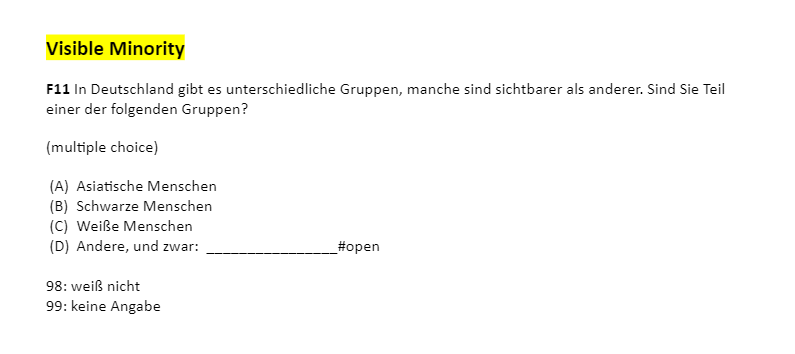 Visible Minority
F11 In Deutschland gibt es unterschiedliche Gruppen, manche sind sichtbarer als anderer. Sind Sie Teil
einer der folgenden Gruppen?
(multiple choice)
(A) Asiatische Menschen
(B) Schwarze Menschen
(C) Weiße Menschen
(D) Andere, und zwar: ________________#open
98: weiß nicht
99: keine Angabe